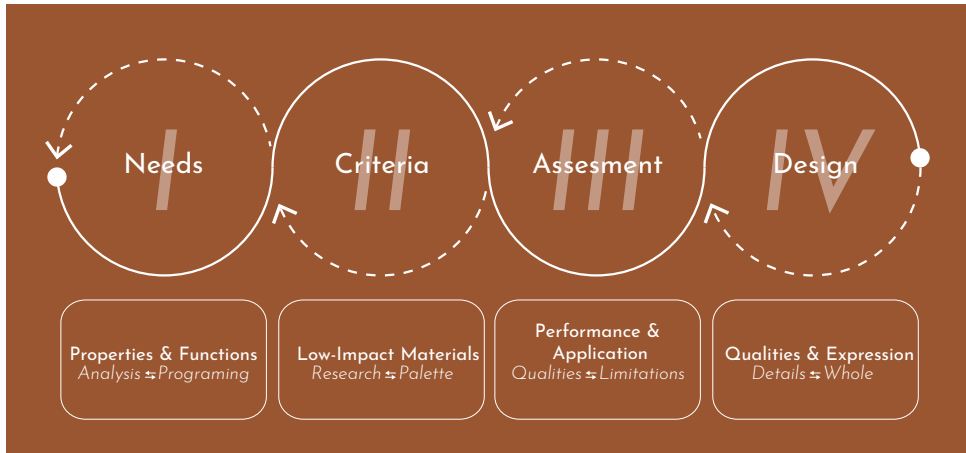 I
Needs
II
Criteria
III
Assesment
IV
Design
Properties & Functions
Analysis ⇆ Programing
Low-Impact Materials
Research ⇆ Palette
Performance &
Application
Qualities ⇆ Limitations
Qualities & Expression
Details ⇆ Whole